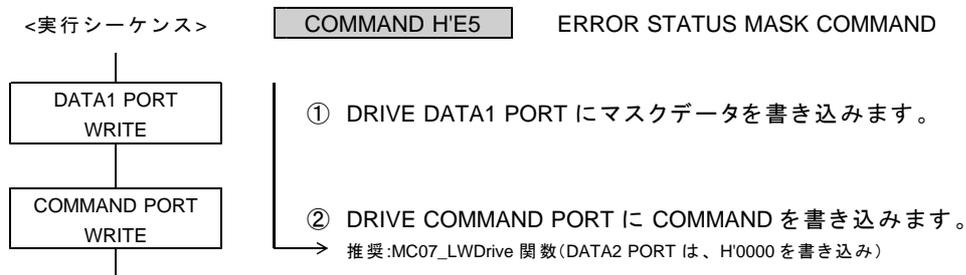 <実行シーケンス>
COMMAND H'E5 ERROR STATUS MASK COMMAND
DATA1 PORT
WRITE
① DRIVE DATA1 PORT にマスクデータを書き込みます。
COMMAND PORT
WRITE
② DRIVE COMMAND PORT に COMMAND を書き込みます。
推奨:MC07_LWDrive 関数(DATA2 PORT は、H'0000 を書き込み)